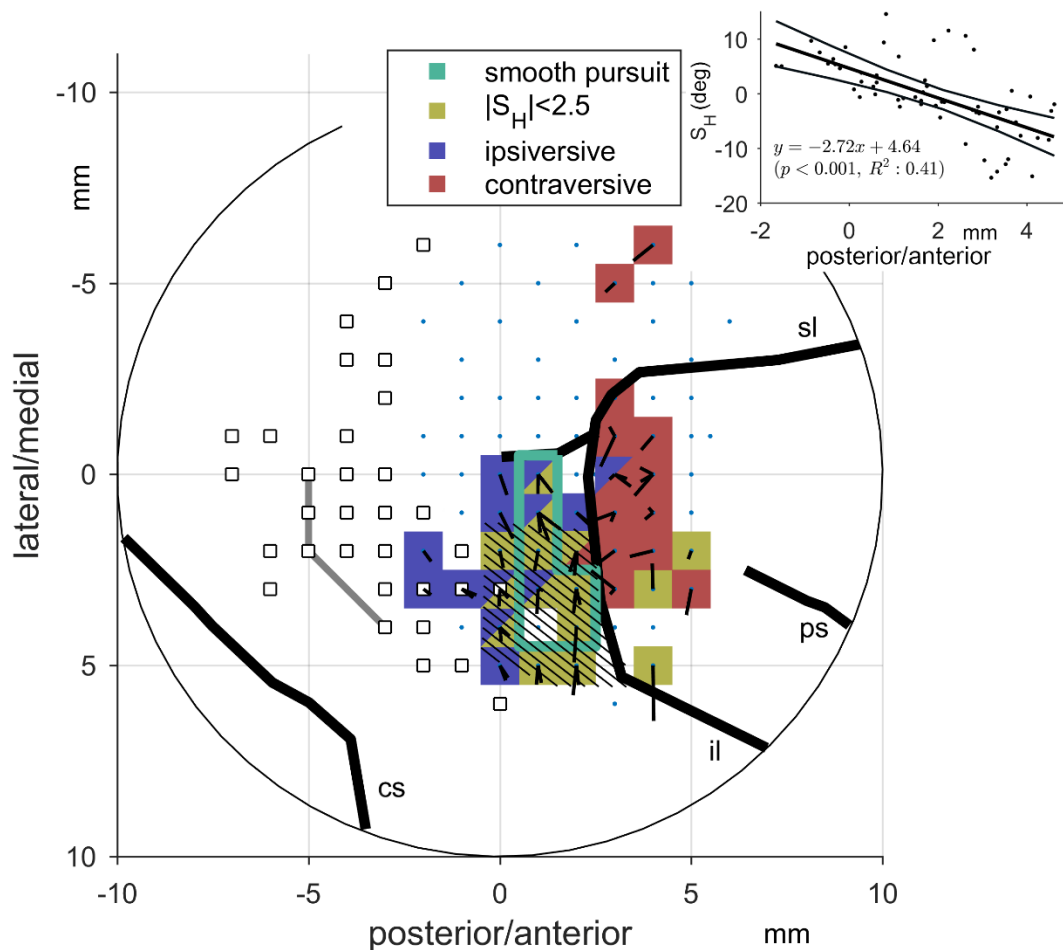 smooth pursuit
|S_H|<2.5
ipsiversive
contraversive
10
0
-10
-20
S_H (deg)
y = −2.72x + 4.64
(p < 0.001, R² : 0.41)
-2
0
2
4
mm
posterior/anterior
-10
mm
-5
0
5
10
lateral/medial
sl
ps
il
cs
-10
-5
0
5
10
posterior/anterior
mm